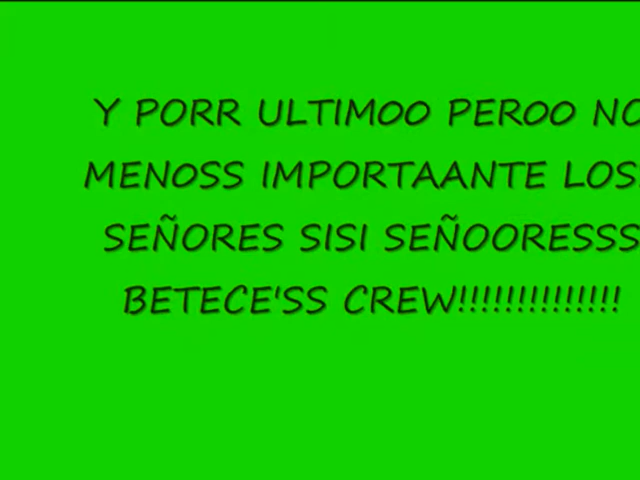 Y PORR ULTIMOO PEROO NO
MENOSS IMPORTAANTE LOS
SEÑORES SISI SEÑOORESSS
BETECE'SS CREW!!!!!!!!!!!!!!